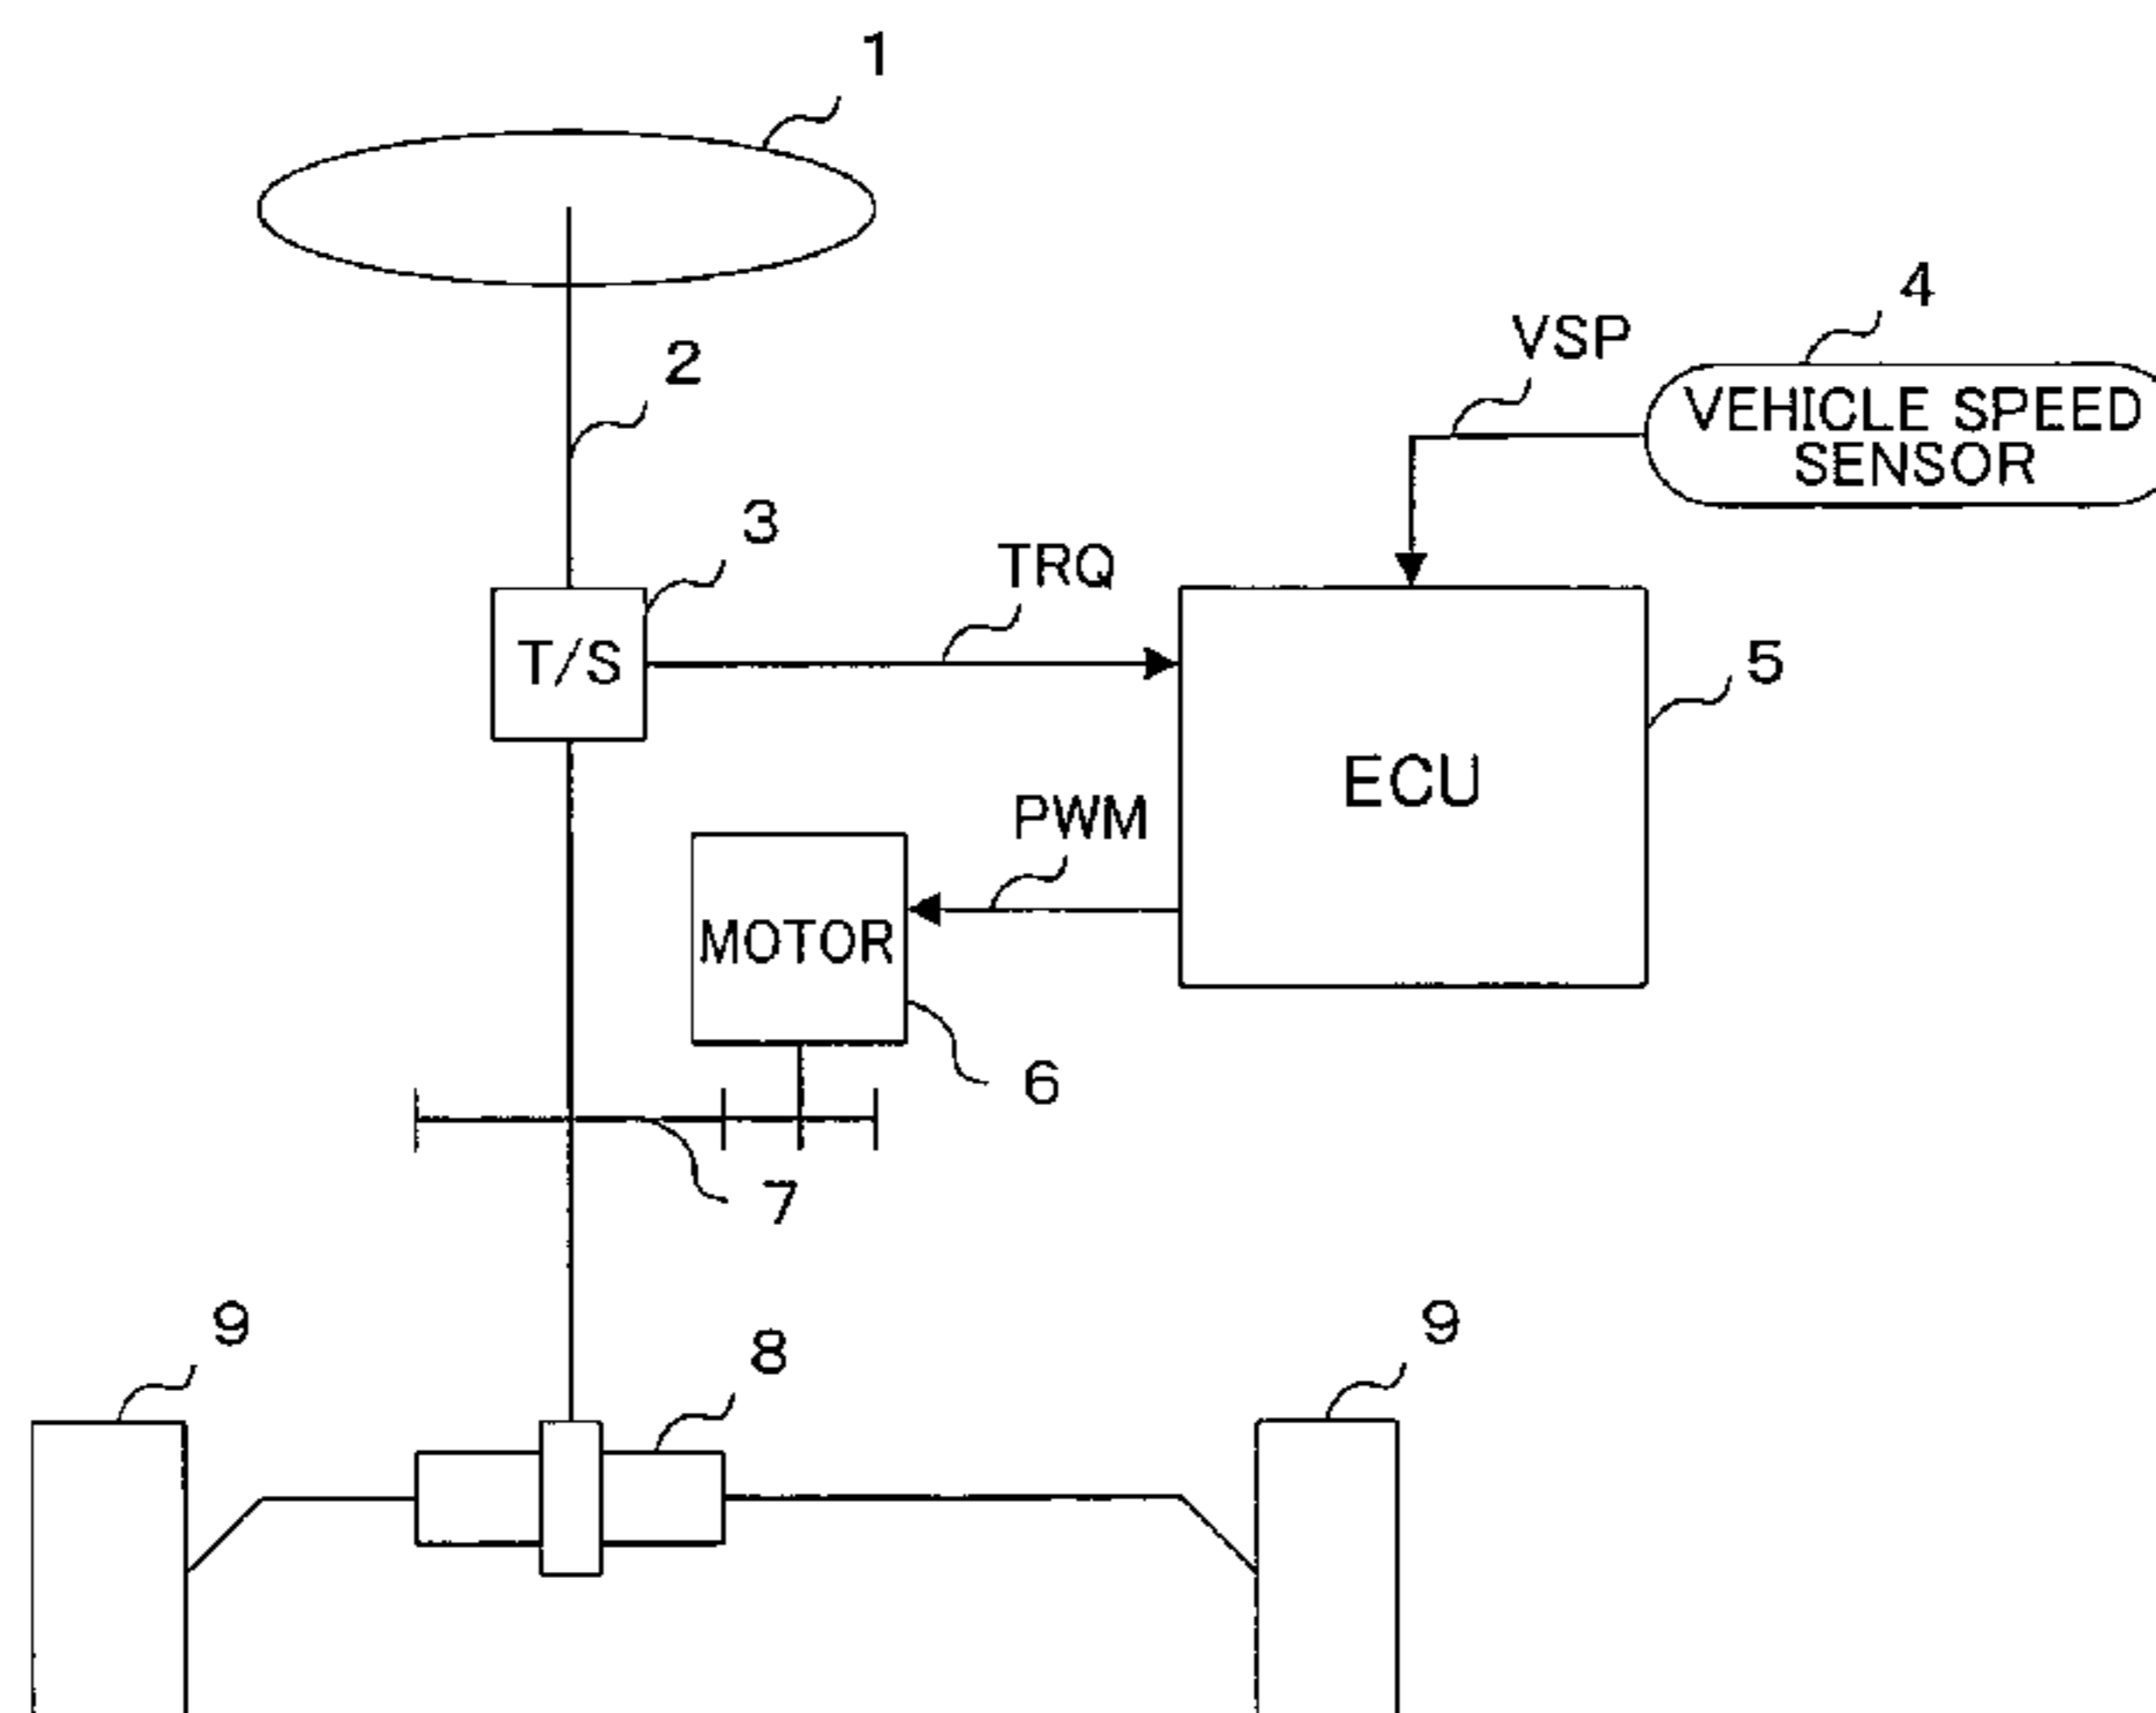 1
2
VSP
4
VEHICLE SPEED
SENSOR
3
TRQ
T/S
5
ECU
PWM
MOTOR
6
7
9
8
9